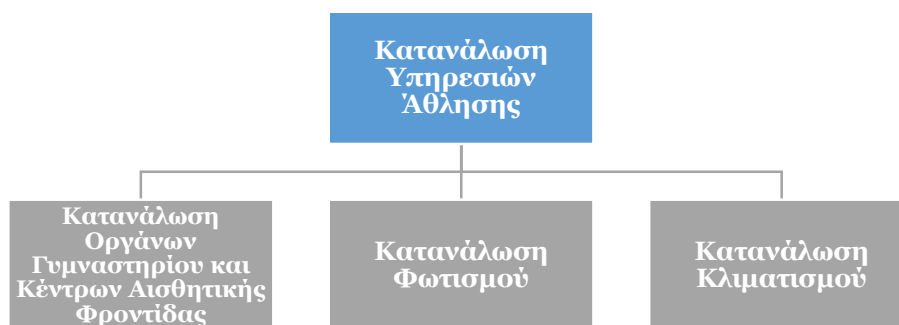 Κατανάλωση
Υπηρεσιών
Άθλησης
Κατανάλωση
Οργάνων
Γυμναστηρίου και
Κέντρων Αισθητικής
Φροντίδας
Κατανάλωση
Φωτισμού
Κατανάλωση
Κλιματισμού